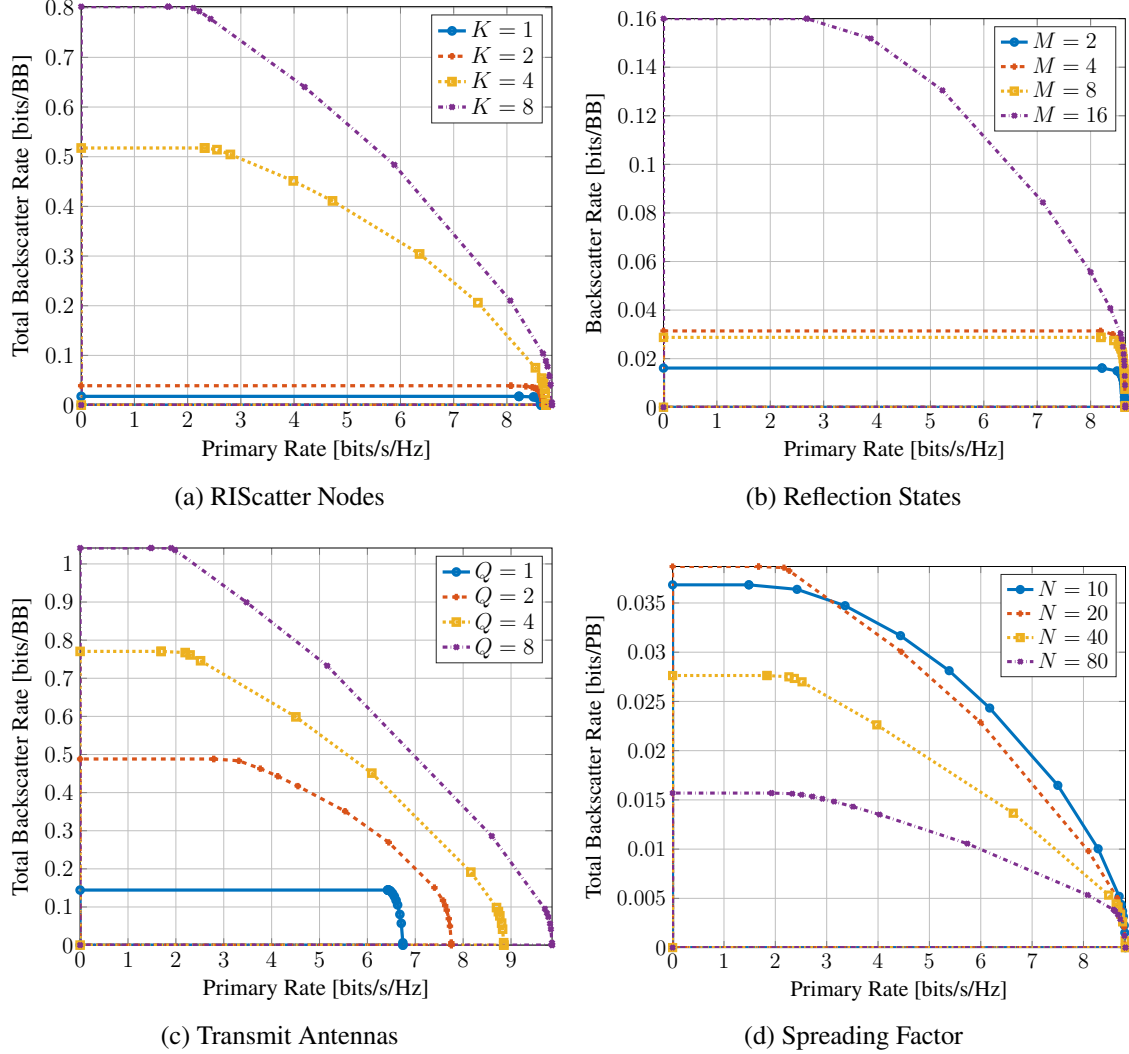 0.8
0.7
0.6
0.5
0.4
0.3
0.2
0.1
0
Total Backscatter Rate [bits/BB]
K = 1
K = 2
K = 4
K = 8
0 1 2 3 4 5 6 7 8
Primary Rate [bits/s/Hz]
(a) RIScatter Nodes
0.16
0.14
0.12
0.1
0.08
0.06
0.04
0.02
0
Backscatter Rate [bits/BB]
M = 2
M = 4
M = 8
M = 16
0 1 2 3 4 5 6 7 8
Primary Rate [bits/s/Hz]
(b) Reflection States
1
0.9
0.8
0.7
0.6
0.5
0.4
0.3
0.2
0.1
0
Total Backscatter Rate [bits/BB]
Q = 1
Q = 2
Q = 4
Q = 8
0 1 2 3 4 5 6 7 8 9
Primary Rate [bits/s/Hz]
(c) Transmit Antennas
0.035
0.03
0.025
0.02
0.015
0.01
0.005
0
Total Backscatter Rate [bits/PB]
N = 10
N = 20
N = 40
N = 80
0 1 2 3 4 5 6 7 8
Primary Rate [bits/s/Hz]
(d) Spreading Factor